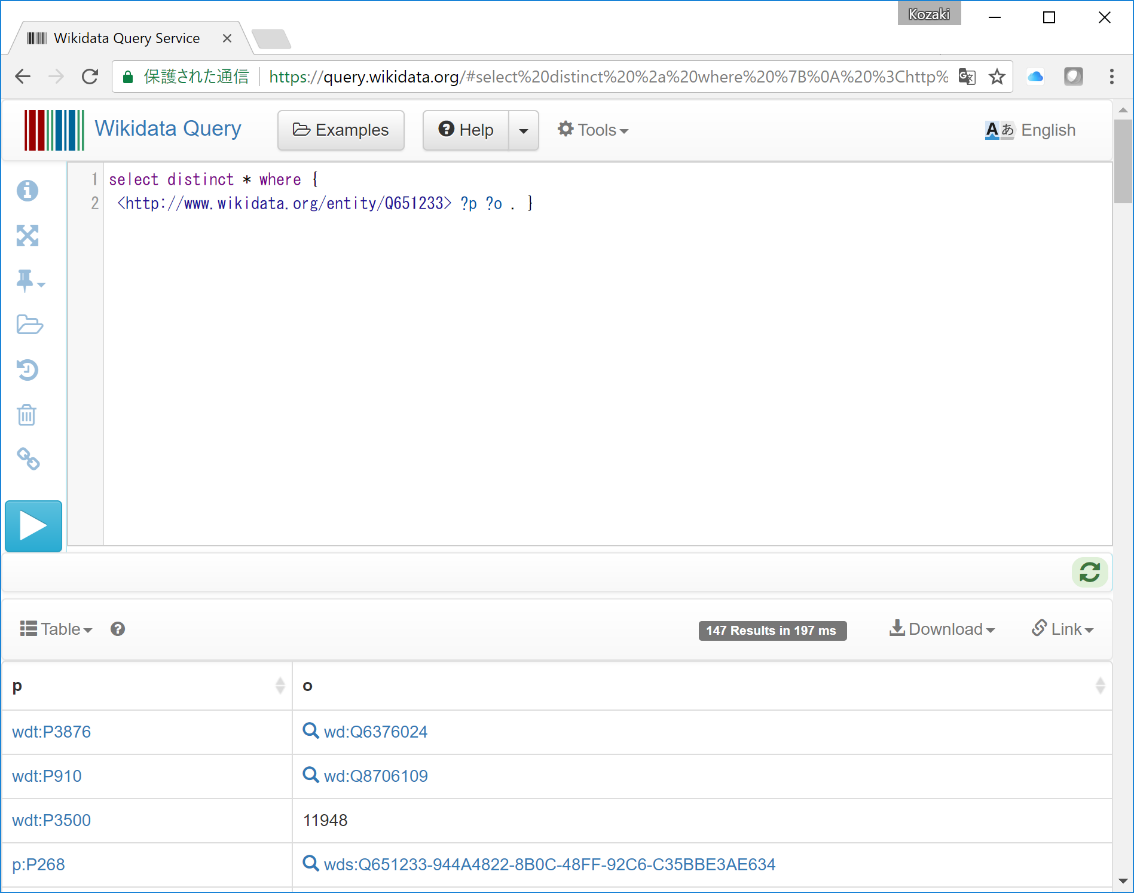 Kozaki
Wikidata Query Service
保護された通信
https://query.wikidata.org/#select%20distinct%20%2a%20where%20%7B%0A%20%3Chttp%
Wikidata Query
Examples
Help
Tools
Aあ English
1 select distinct * where {
2 <http://www.wikidata.org/entity/Q651233> ?p ?o . }
Table
147 Results in 197 ms
Download
Link
p o
wdt:P3876 wd:Q6376024
wdt:P910 wd:Q8706109
wdt:P3500 11948
p:P268 wds:Q651233-944A4822-8B0C-48FF-92C6-C35BBE3AE634